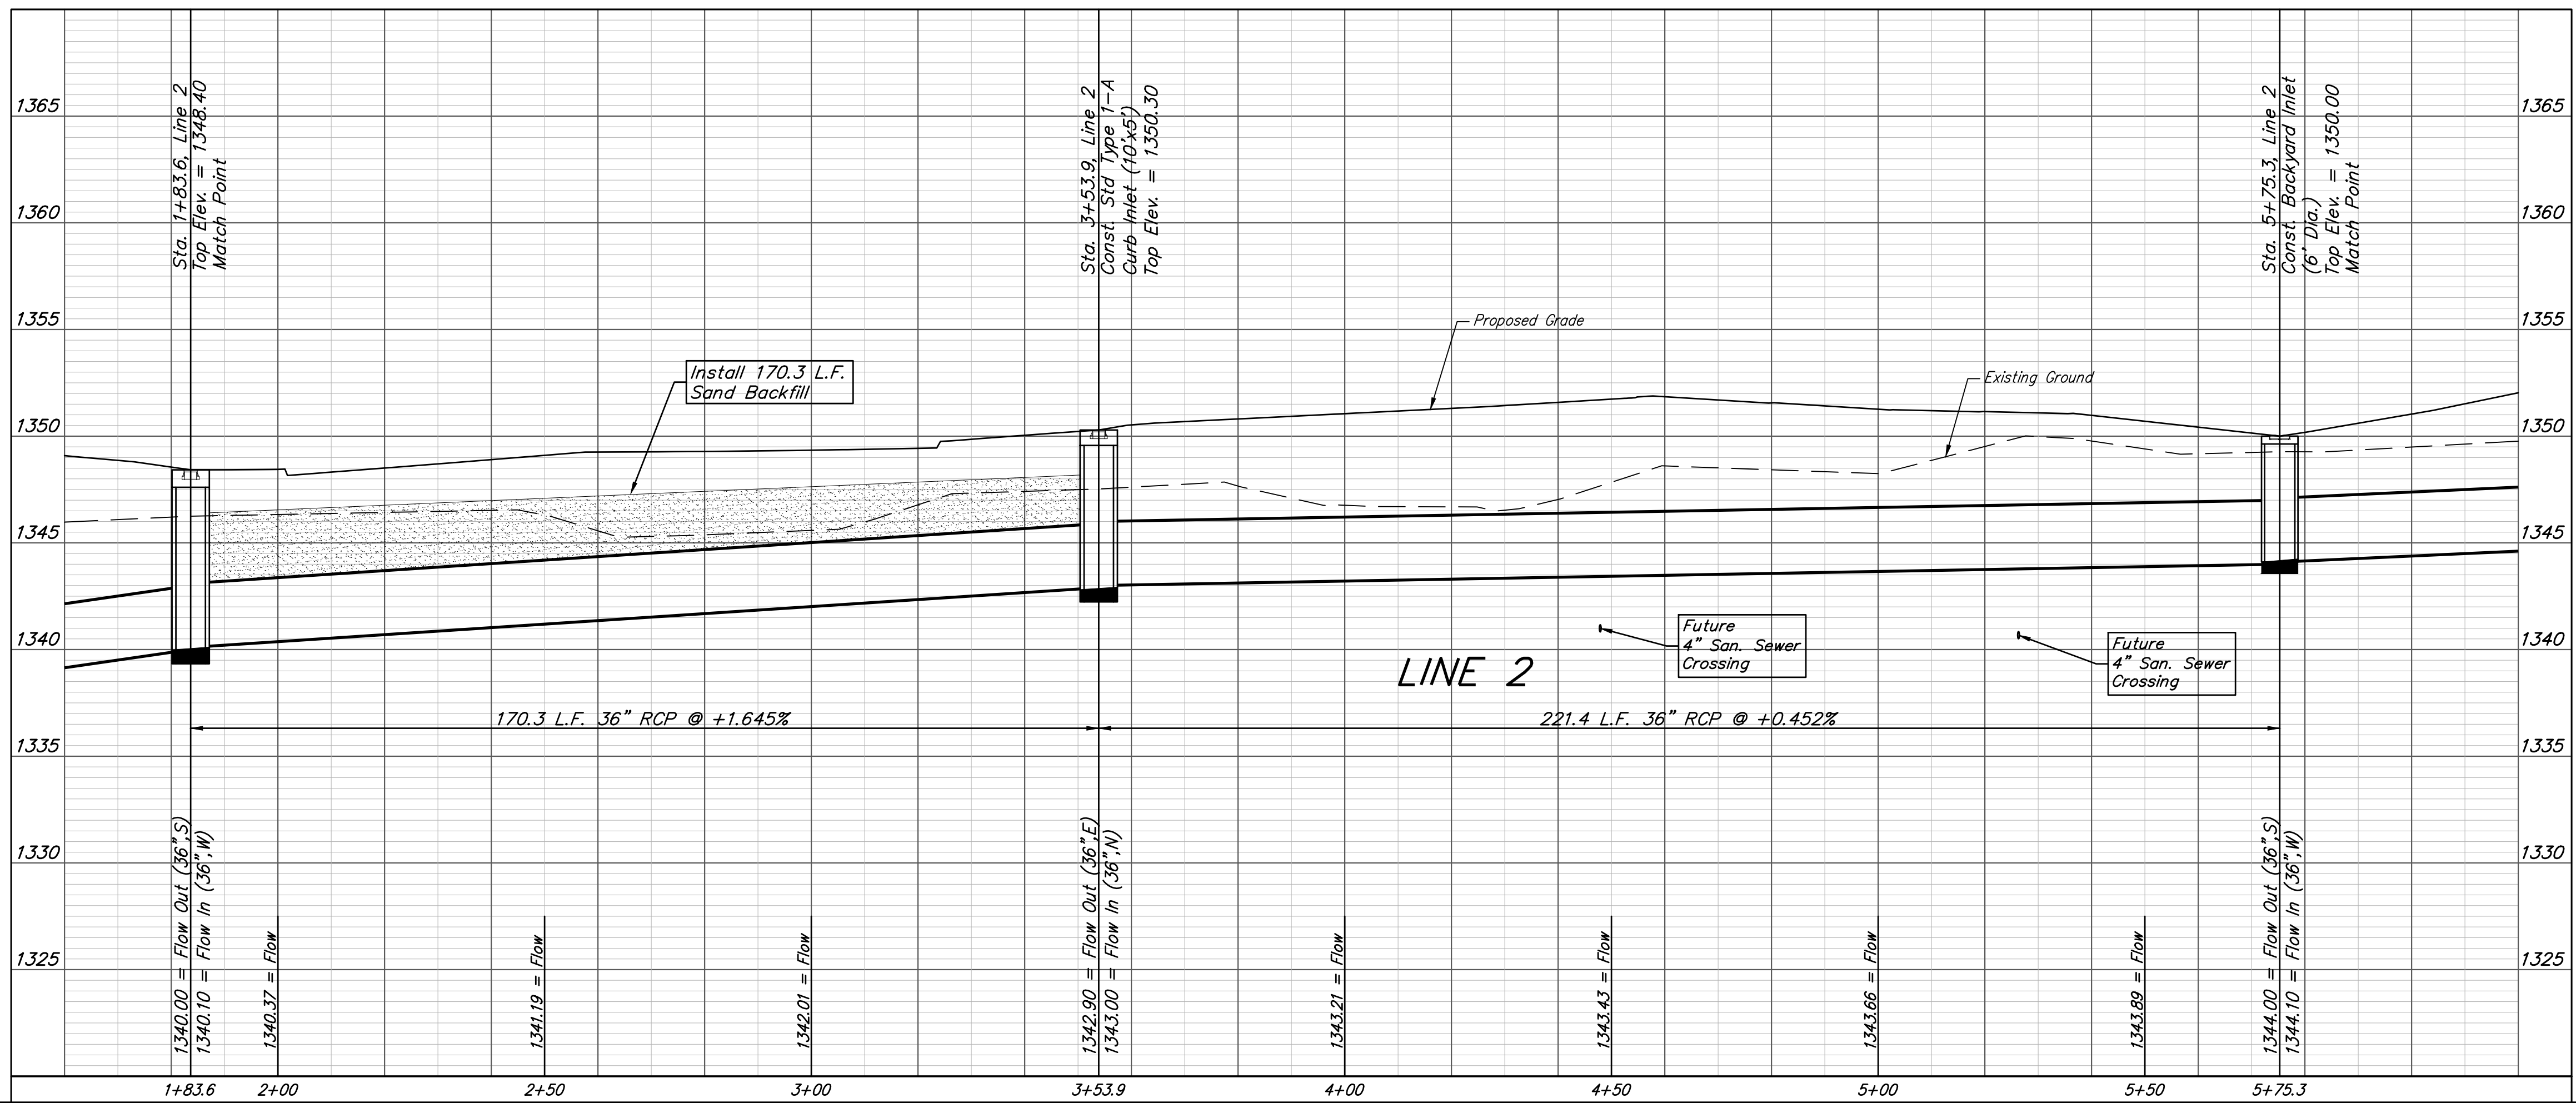 Sta. 1+83.6, Line 2
Top Elev. = 1348.40
Match Point
Sta. 3+53.9, Line 2
Const. Std Type 1-A
Curb Inlet (10'x5')
Top Elev. = 1350.30
Sta. 5+75.3, Line 2
Const. Backyard Inlet
(6' Dia.)
Top Elev. = 1350.00
Match Point
1365
1365
1360
1360
1355
1355
Proposed Grade
Install 170.3 L.F.
Sand Backfill
Existing Ground
1350
1350
1345
1345
1340
1340
Future
4" San. Sewer
Crossing
Future
4" San. Sewer
Crossing
LINE 2
170.3 L.F. 36" RCP @ +1.645%
221.4 L.F. 36" RCP @ +0.452%
1335
1335
1330
1330
1325
1325
1340.00 = Flow Out (36",S)
1340.10 = Flow In (36",W)
1340.37 = Flow
1341.19 = Flow
1342.01 = Flow
1342.90 = Flow Out (36",E)
1343.00 = Flow In (36",N)
1343.21 = Flow
1343.43 = Flow
1343.66 = Flow
1343.89 = Flow
1344.00 = Flow Out (36",S)
1344.10 = Flow In (36",W)
1+83.6
2+00
2+50
3+00
3+53.9
4+00
4+50
5+00
5+50
5+75.3